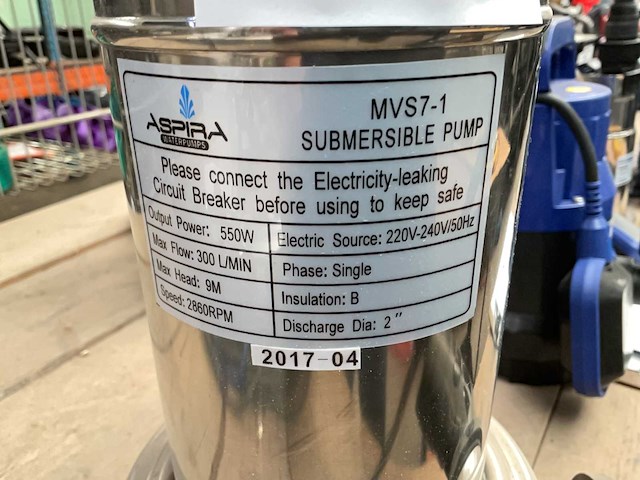 ASPIRA
WATERPUMPS
MVS7-1
SUBMERSIBLE PUMP
Please connect the Electricity-leaking
Circuit Breaker before using to keep safe
Output Power: 550W
Electric Source: 220V-240V/50Hz
Max Flow: 300 L/MIN
Phase: Single
Max Head: 9M
Insulation: B
Speed: 2860RPM
Discharge Dia: 2″
2017-04